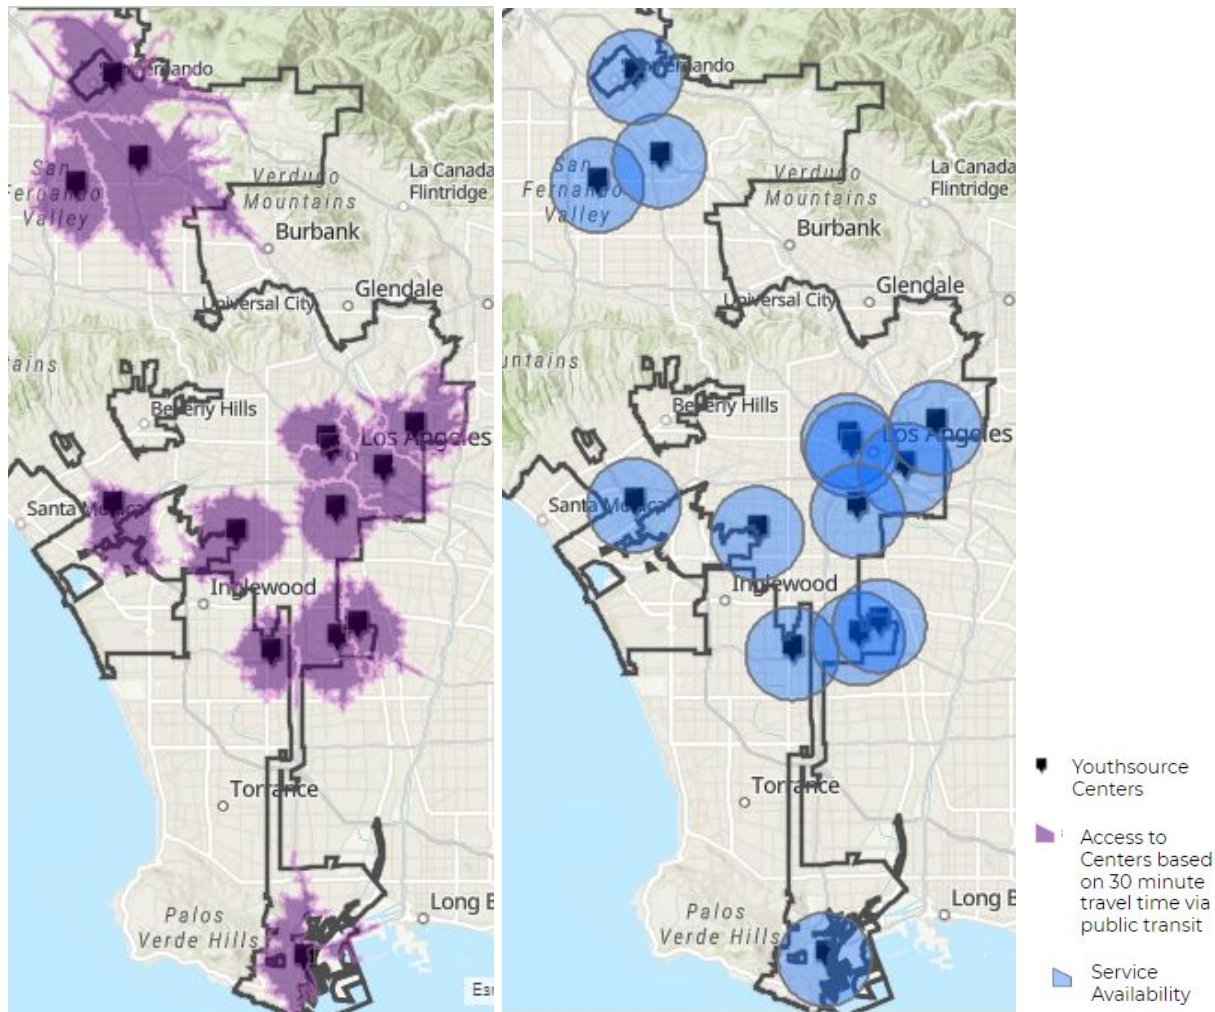 San Fernando
San
Fernando
Valley
Verdugo
Mountains
La Canada
Flintridge
Burbank
Universal City
Glendale
tains
Beverly Hills
Los Angeles
Santa Monica
Inglewood
Torrance
Palos
Verde Hills
Long B
Esr
San Fernando
San
Fernando
Valley
Verdugo
Mountains
La Canada
Flintridge
Burbank
Universal City
Glendale
untains
Beverly Hills
Los Angeles
Santa Monica
Inglewood
Torrance
Palos
Verde Hills
Long B
Youthsource
Centers
Access to
Centers based
on 30 minute
travel time via
public transit
Service
Availability